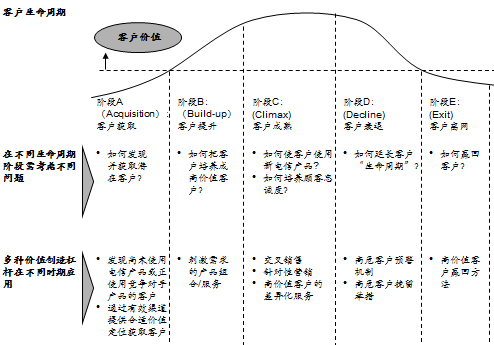 客户生命周期
客户价值
阶段A
(Acquisition):
客户获取
阶段B:
(Build-up)
客户提升
阶段C:
(Climax)
客户成熟
阶段D:
(Decline)
客户衰退
阶段E:
(Exit)
客户离网
在不同生命周期
阶段需考虑不同
问题
• 如何发现
并获取潜
在客户?
• 如何把客
户培养成
高价值客
户?
• 如何使客户使用
新电信产品?
• 如何培养顾客忠
诚度?
• 如何延长客户
“生命周期”?
• 如何赢回
客户?
多种价值创造杠
杆在不同时期应
用
• 发现尚未使用
电信产品或正
使用竞争对手
产品的客户
• 通过有效渠道
提供合适价值
定位获取客户
• 刺激需求
的产品组
合/服务
• 交叉销售
• 针对性营销
• 高价值客户的
差异化服务
• 高危客户预警
机制
• 高危客户挽留
举措
• 高价值客
户赢回方
法